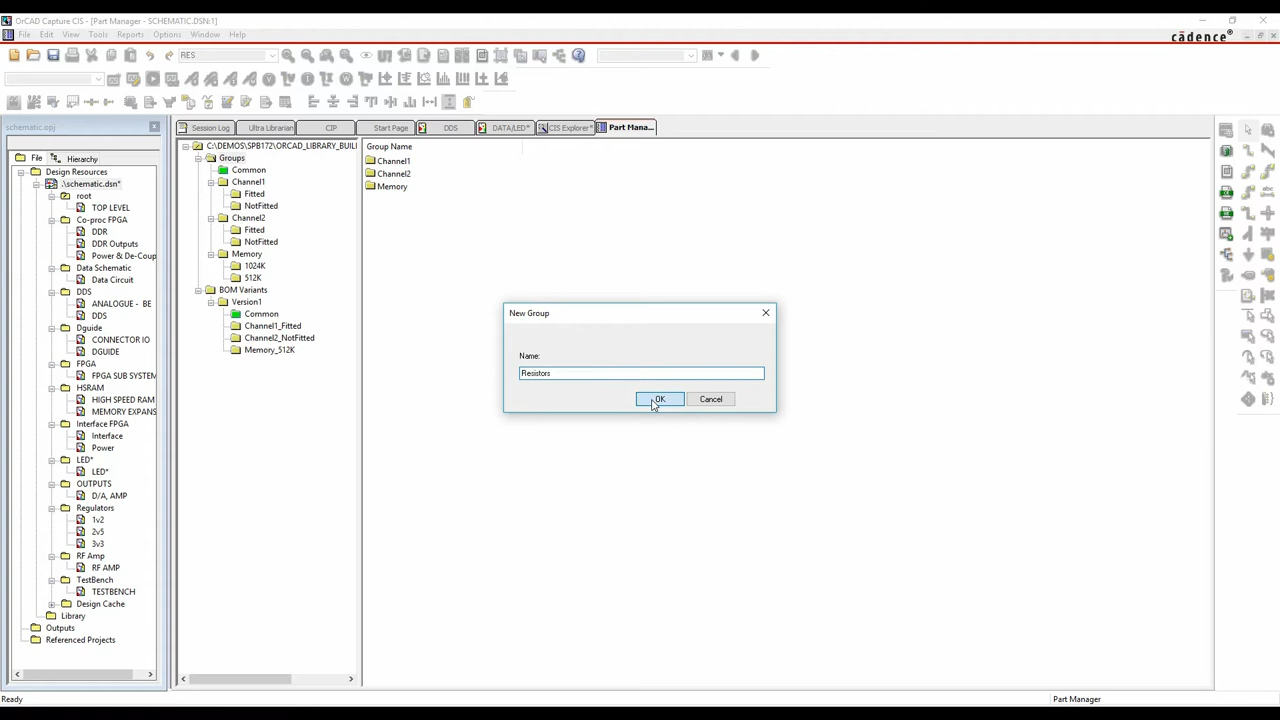 OrCAD Capture CIS - [Part Manager - SCHEMATIC.DSN:1]
File Edit View Tools Reports Options Window Help
cādence®
RES
schematic.opj
File Hierarchy
Design Resources
.\schematic.dsn*
root
TOP LEVEL
Co-proc FPGA
DDR
DDR Outputs
Power & De-Coup
Data Schematic
Data Circuit
DDS
ANALOGUE - BE
DDS
Dguide
CONNECTOR IO
DGUIDE
FPGA
FPGA SUB SYSTEM
HSRAM
HIGH SPEED RAM
MEMORY EXPANS
Interface FPGA
Interface
Power
LED*
LED*
OUTPUTS
D/A, AMP
Regulators
1v2
2v5
3v3
RF Amp
RF AMP
TestBench
TESTBENCH
Design Cache
Library
Outputs
Referenced Projects
Session Log Ultra Librarian CIP Start Page DDS DATA/LED* CIS Explorer* Part Mana...
C:\DEMOS\SPB172\ORCAD_LIBRARY_BUIL
Groups
Common
Channel1
Fitted
NotFitted
Channel2
Fitted
NotFitted
Memory
1024K
512K
BOM Variants
Version1
Common
Channel1_Fitted
Channel2_NotFitted
Memory_512K
Group Name
Channel1
Channel2
Memory
New Group
Name:
Resistors
OK Cancel
Ready Part Manager